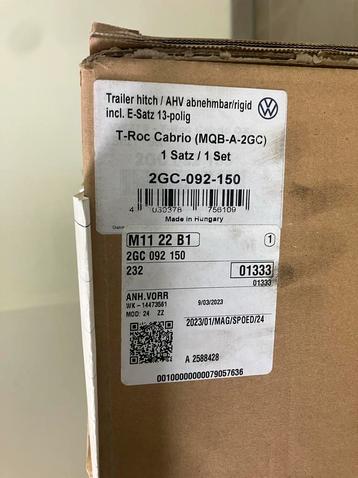 Trailer hitch / AHV abnehmbar/rigid
incl. E-Satz 13-polig
T-Roc Cabrio (MQB-A-2GC)
1 Satz / 1 Set
2GC-092-150
4 030378 756109
Made in Hungary
M11 22 B1 1
2GC 092 150
232 01333
01333
ANH.VORR 9/03/2023
WK - 14473561
MOD: 24 ZZ
2023/01/MAG/SPOED/24
A 2588428
00100000000079057636